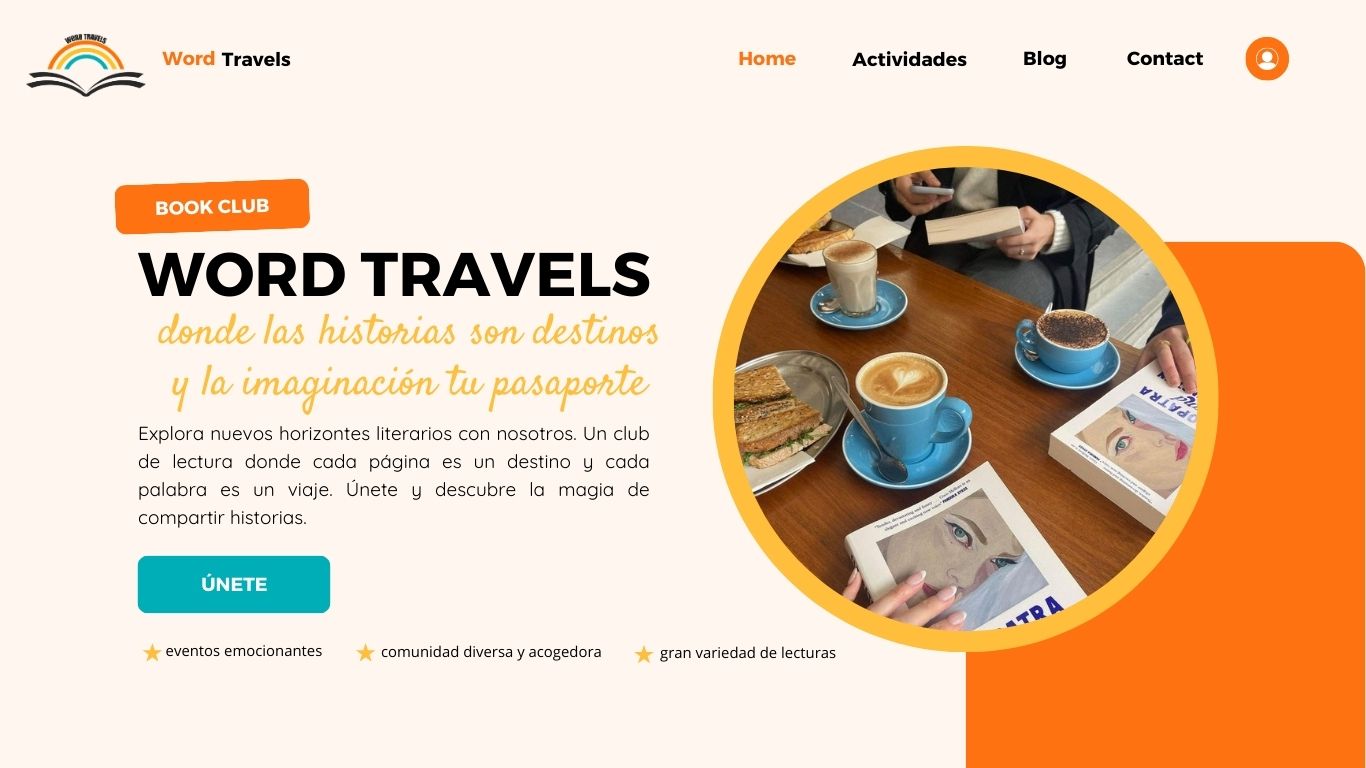 WORD TRAVELS
Word Travels
Home
Actividades
Blog
Contact
BOOK CLUB
WORD TRAVELS
donde las historias son destinos
y la imaginación tu pasaporte
Explora nuevos horizontes literarios con nosotros. Un club
de lectura donde cada página es un destino y cada
palabra es un viaje. Únete y descubre la magia de
compartir historias.
ÚNETE
eventos emocionantes
comunidad diversa y acogedora
gran variedad de lecturas
OPATRA
ATRA